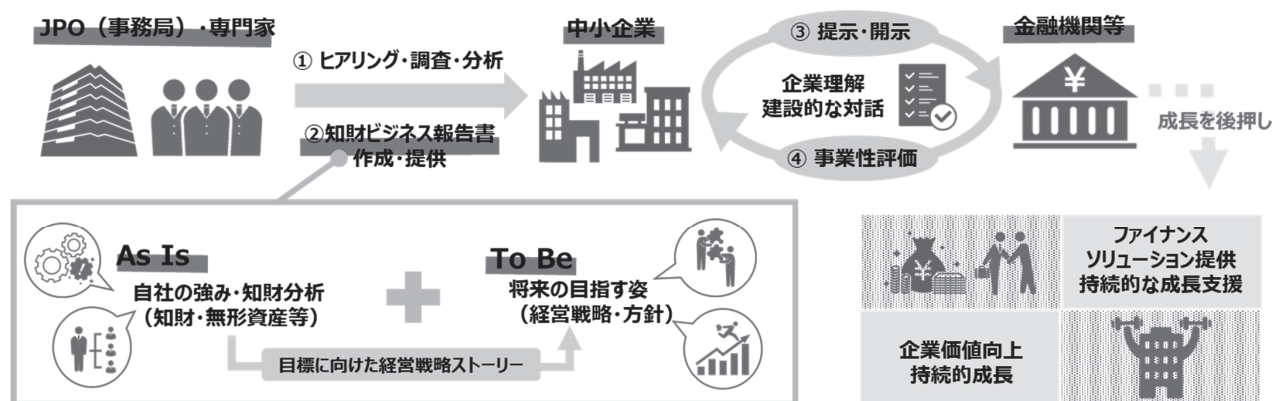 JPO（事務局）・専門家
① ヒアリング・調査・分析
②知財ビジネス報告書
作成・提供
中小企業
③ 提示・開示
企業理解
建設的な対話
④ 事業性評価
金融機関等
¥
成長を後押し
As Is
自社の強み・知財分析
（知財・無形資産等）
To Be
将来の目指す姿
（経営戦略・方針）
目標に向けた経営戦略ストーリー
¥
ファイナンス
ソリューション提供
持続的な成長支援
企業価値向上
持続的成長